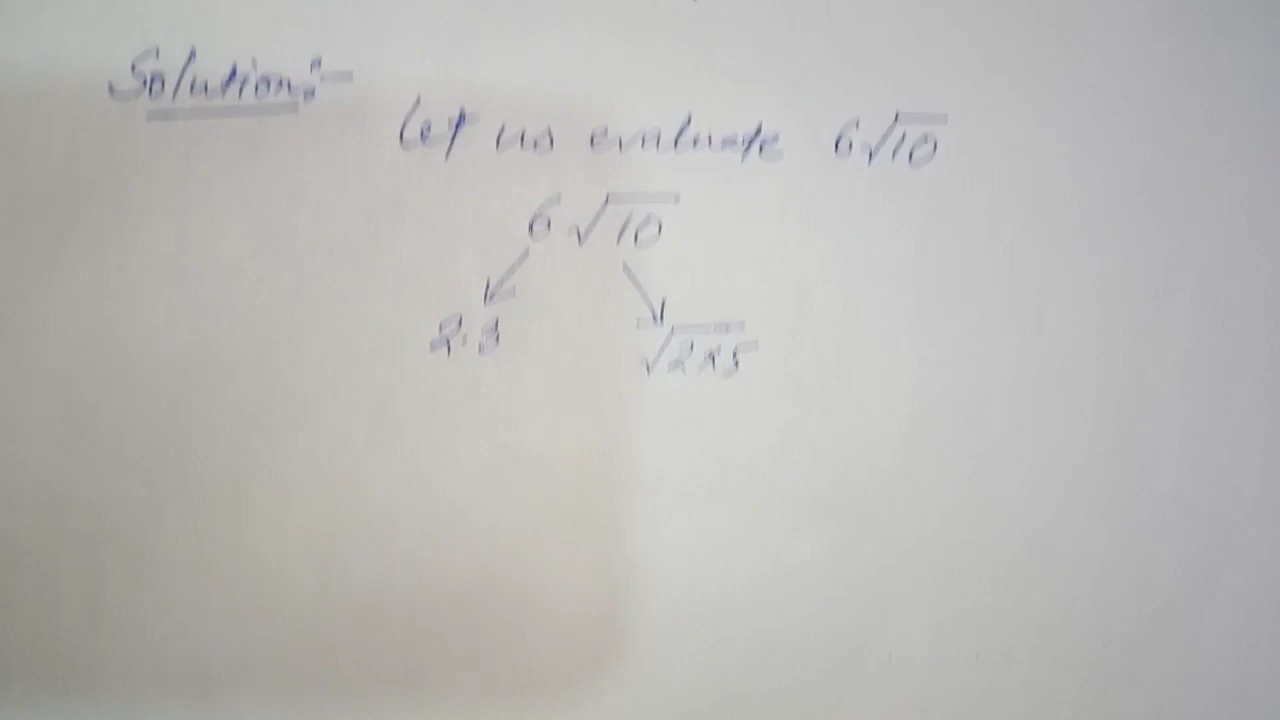 Solution:-
Let us evaluate 6√10
6√10
2.3 √2×5